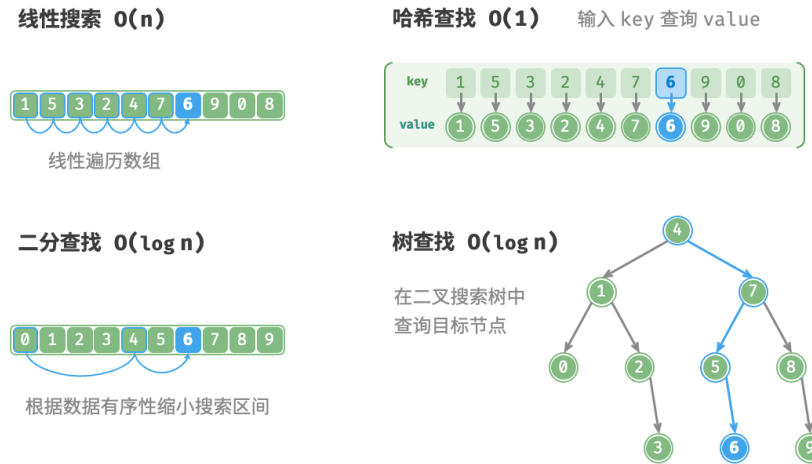 线性搜索 O(n)
1 5 3 2 4 7 6 9 0 8
线性遍历数组
哈希查找 O(1) 输入 key 查询 value
key 1 5 3 2 4 7 6 9 0 8
value 1 5 3 2 4 7 6 9 0 8
二分查找 O(log n)
0 1 2 3 4 5 6 7 8 9
根据数据有序性缩小搜索区间
树查找 O(log n)
在二叉搜索树中
查询目标节点
4
1 7
0 2 5 8
3 6 9